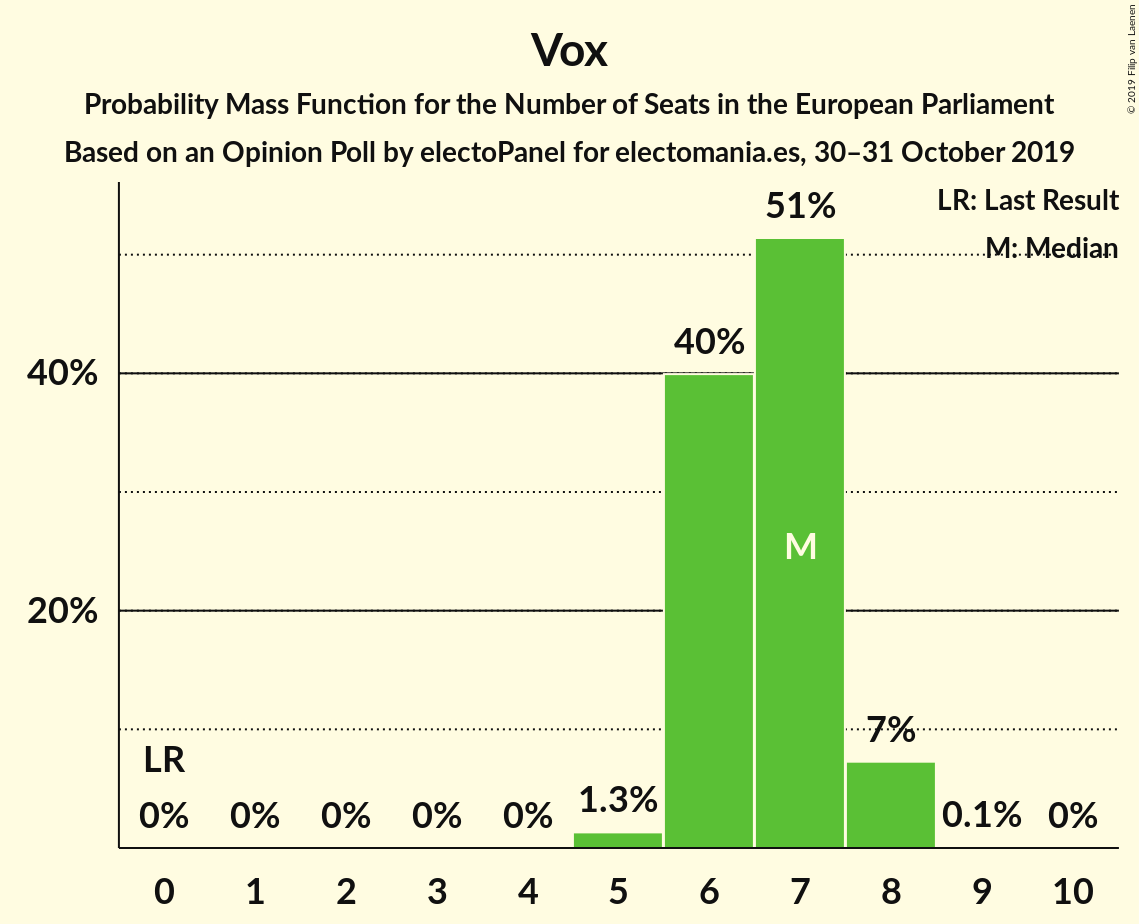 Vox
Probability Mass Function for the Number of Seats in the European Parliament
Based on an Opinion Poll by electoPanel for electomania.es, 30–31 October 2019
© 2019 Filip van Laenen
LR: Last Result
M: Median
51%
40%
40%
M
20%
7%
LR
1.3%
0% 0% 0% 0% 0% 0.1% 0%
0 1 2 3 4 5 6 7 8 9 10